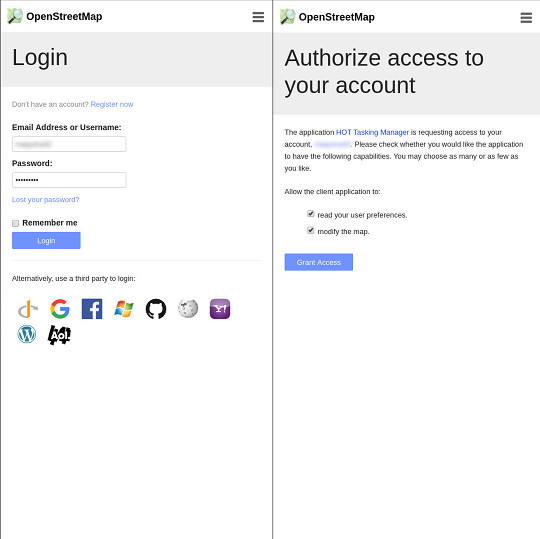 OpenStreetMap
Login
Don't have an account? Register now
Email Address or Username:
Password:
•••••••••
Lost your password?
Remember me
Login
Alternatively, use a third party to login:
G
f
W
Y!
W
Aol.
OpenStreetMap
Authorize access to
your account
The application HOT Tasking Manager is requesting access to your
account, . Please check whether you would like the application
to have the following capabilities. You may choose as many or as few as
you like.
Allow the client application to:
read your user preferences.
modify the map.
Grant Access